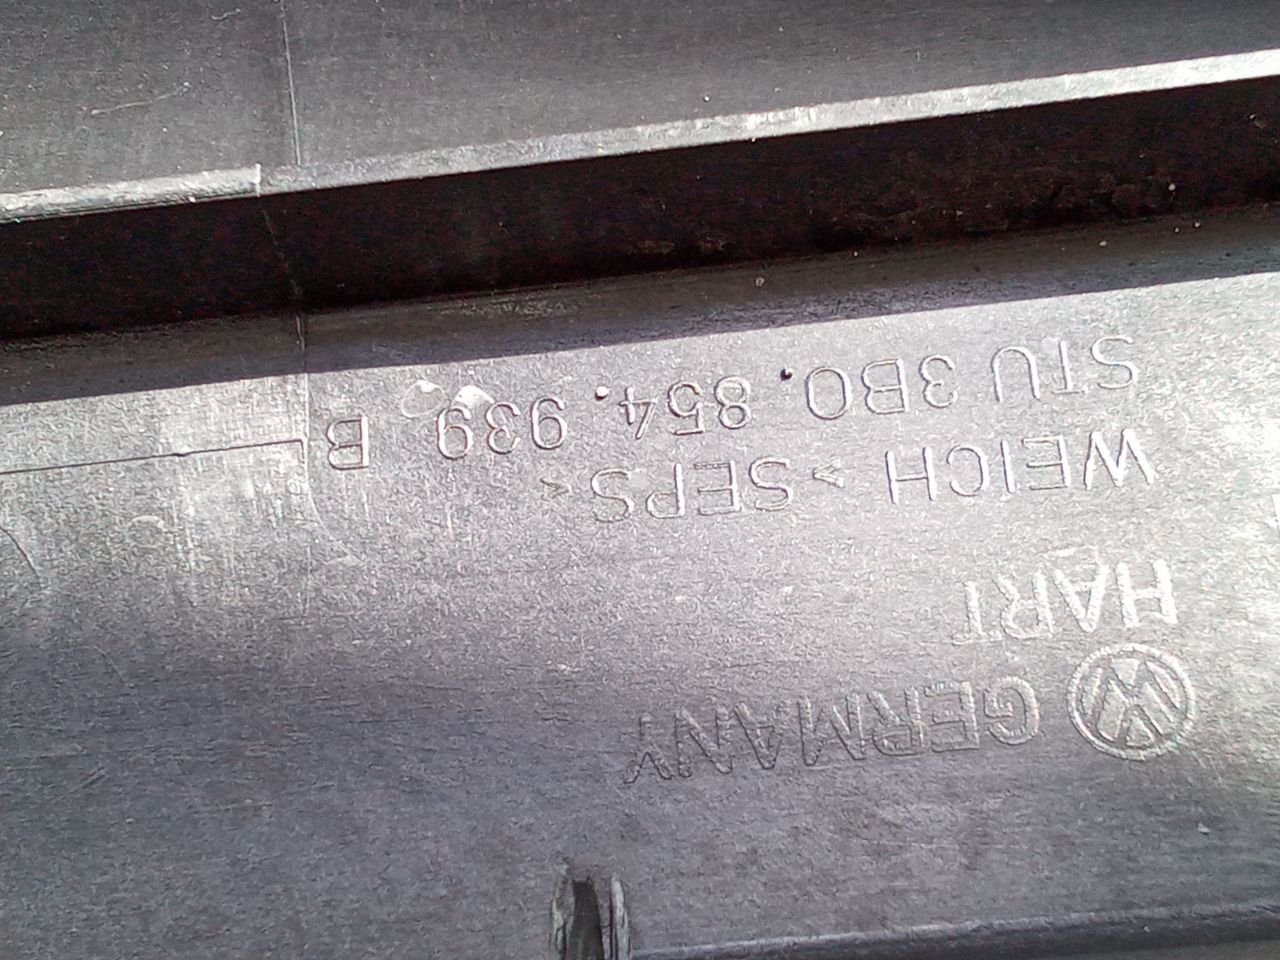 GERMANY
HART
WEICH >SEPS<
STU 3B0.854.939 B